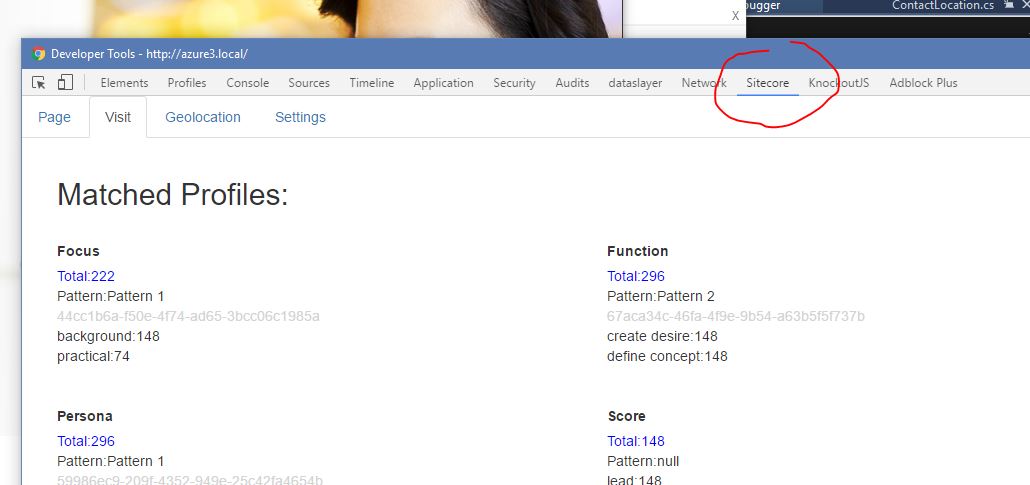 bugger
ContactLocation.cs
X
Developer Tools - http://azure3.local/
Elements Profiles Console Sources Timeline Application Security Audits dataslayer Network Sitecore KnockoutJS Adblock Plus
Page Visit Geolocation Settings
Matched Profiles:
Focus
Total:222
Pattern:Pattern 1
44cc1b6a-f50e-4f74-ad65-3bcc06c1985a
background:148
practical:74
Function
Total:296
Pattern:Pattern 2
67aca34c-46fa-4f9e-9b54-a63b5f5f737b
create desire:148
define concept:148
Persona
Total:296
Pattern:Pattern 1
59986ec9-209f-4352-949e-25c42fa4654b
Score
Total:148
Pattern:null
lead:148